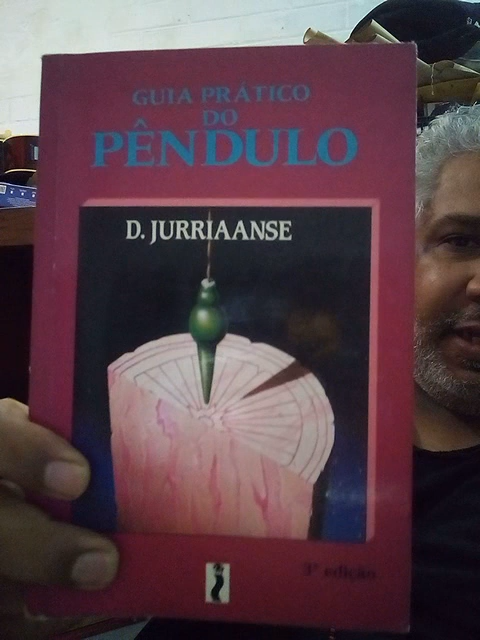 GUIA PRÁTICO
DO
PÊNDULO
D. JURRIAANSE
3ª edição